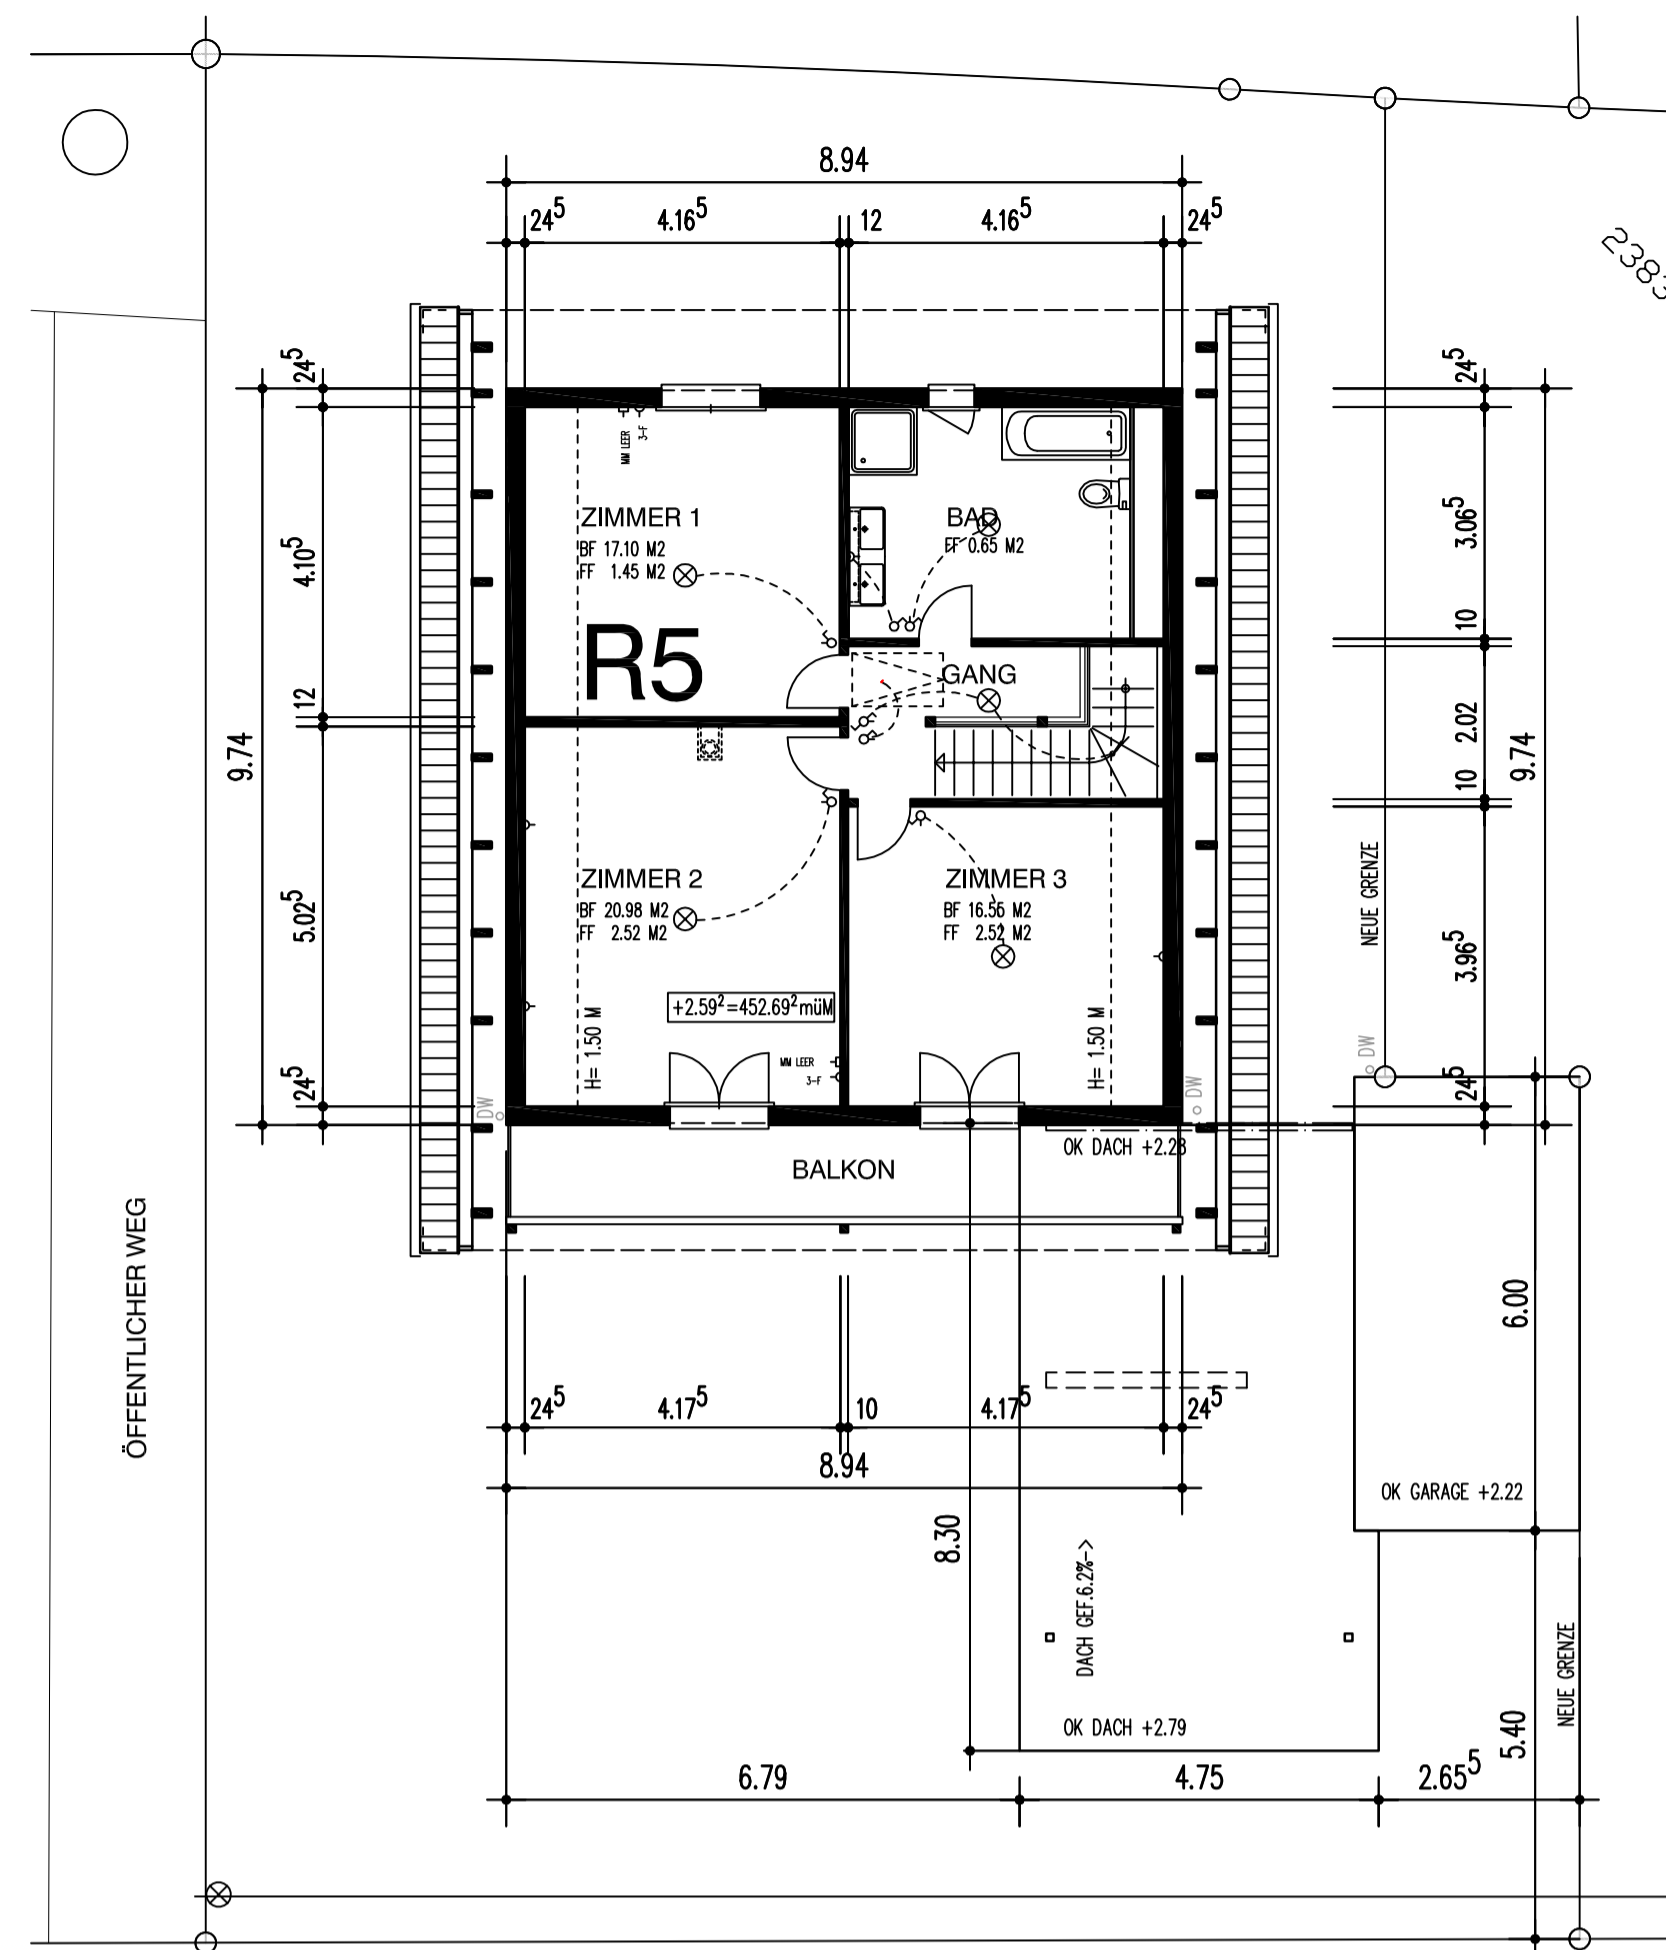 8.94
24⁵ 4.16⁵ 12 4.16⁵ 24⁵
24⁵
4.10⁵
12
5.02⁵
24⁵
9.74
24⁵
3.06⁵
10
2.02
10
3.96⁵
24⁵
9.74
MM LEER
3-F
ZIMMER 1
BF 17.10 M2
FF 1.45 M2
R5
BAD
FF 0.65 M2
GANG
ZIMMER 2
BF 20.98 M2
FF 2.52 M2
+2.59²=452.69²müM
H= 1.50 M
MM LEER
3-F
ZIMMER 3
BF 16.56 M2
FF 2.52 M2
H= 1.50 M
DW
DW
DW
NEUE GRENZE
OK DACH +2.28
BALKON
ÖFFENTLICHER WEG
24⁵ 4.17⁵ 10 4.17⁵ 24⁵
8.94
8.30
6.00
OK GARAGE +2.22
DACH GEF.6.2%->
OK DACH +2.79
NEUE GRENZE
5.40
6.79 4.75 2.65⁵